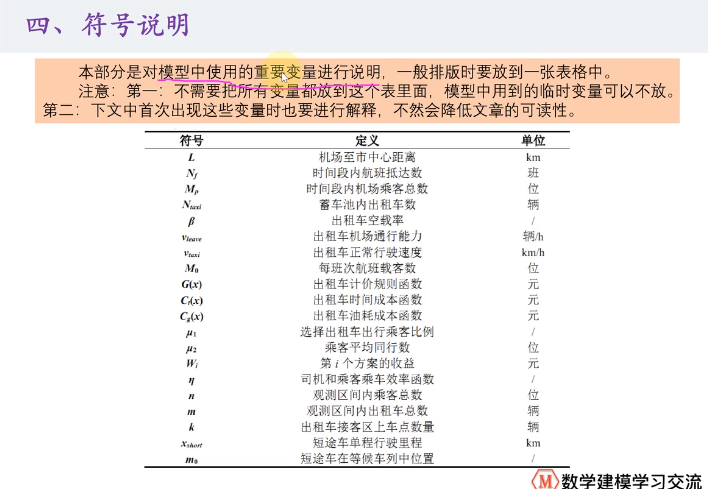 四、符号说明
本部分是对模型中使用的重要变量进行说明，一般排版时要放到一张表格中。
注意：第一：不需要把所有变量都放到这个表里面，模型中用到的临时变量可以不放。
第二：下文中首次出现这些变量时也要进行解释，不然会降低文章的可读性。
符号 定义 单位
L 机场至市中心距离 km
N_f 时间段内航班抵达数 班
M_p 时间段内机场乘客总数 位
N_taxi 蓄车池内出租车数 辆
β 出租车空载率 /
v_leave 出租车机场通行能力 辆/h
v_taxi 出租车正常行驶速度 km/h
M_0 每班次航班载客数 位
G(x) 出租车计价规则函数 元
C_t(x) 出租车时间成本函数 元
C_g(x) 出租车油耗成本函数 元
μ_1 选择出租车出行乘客比例 /
μ_2 乘客平均同行数 位
W_i 第 i 个方案的收益 元
η 司机和乘客乘车效率函数 /
n 观测区间内乘客总数 位
m 观测区间内出租车总数 辆
k 出租车接客区上车点数量 辆
x_short 短途车单程行驶里程 km
m_0 短途车在等候车列中位置 /
M 数学建模学习交流